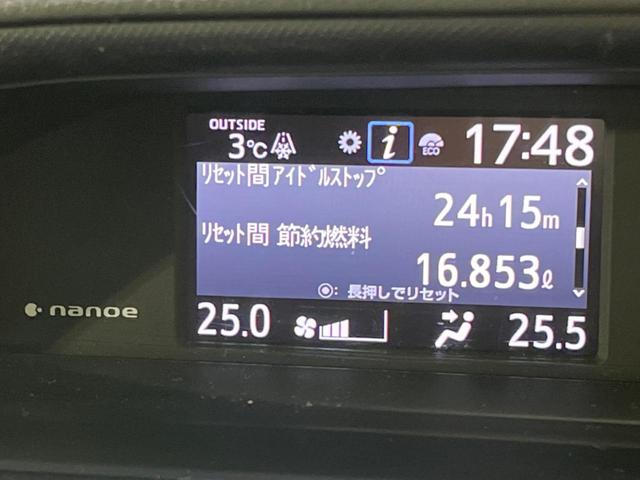 OUTSIDE
3℃
i
ECO
17:48
リセット間アイドルストップ
24h15m
リセット間 節約燃料
16.853ℓ
◉: 長押しでリセット
nanoe
25.0
25.5